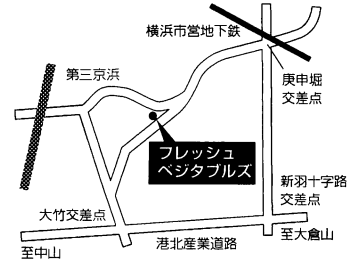 横浜市営地下鉄
第三京浜
庚申堀
交差点
フレッシュ
ベジタブルズ
新羽十字路
交差点
大竹交差点
至大倉山
港北産業道路
至中山